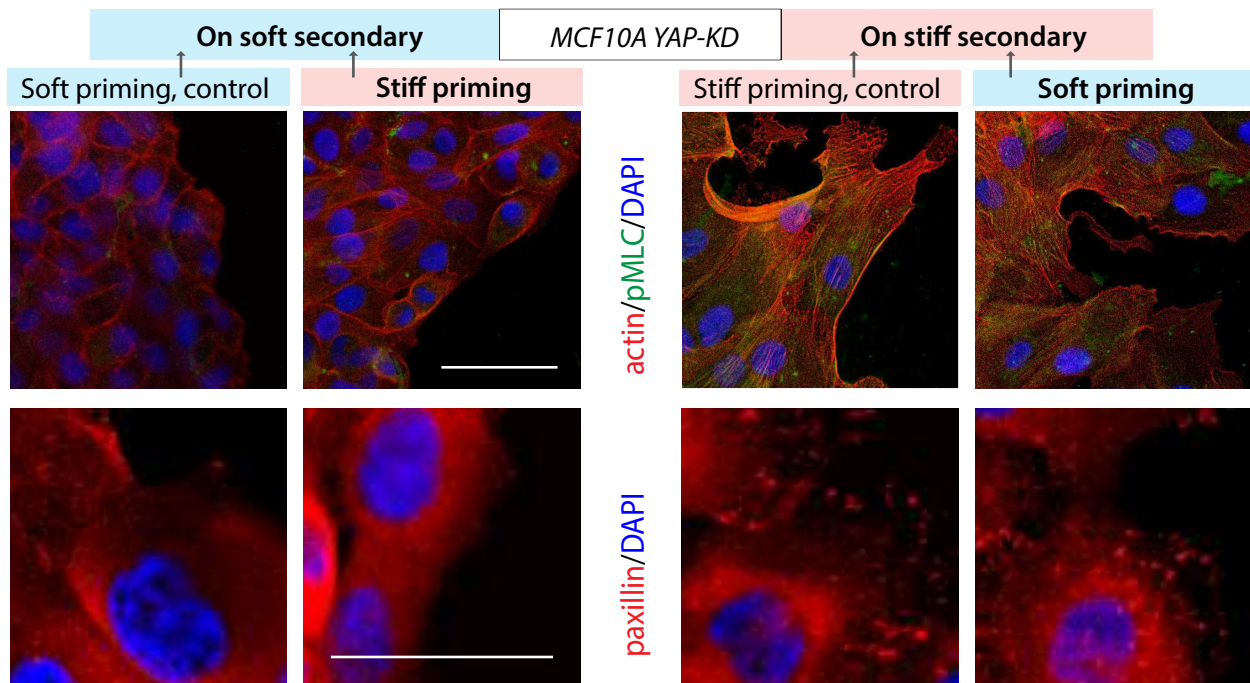 On soft secondary
MCF10A YAP-KD
On stiff secondary
Soft priming, control
Stiff priming
Stiff priming, control
Soft priming
actin/pMLC/DAPI
paxillin/DAPI